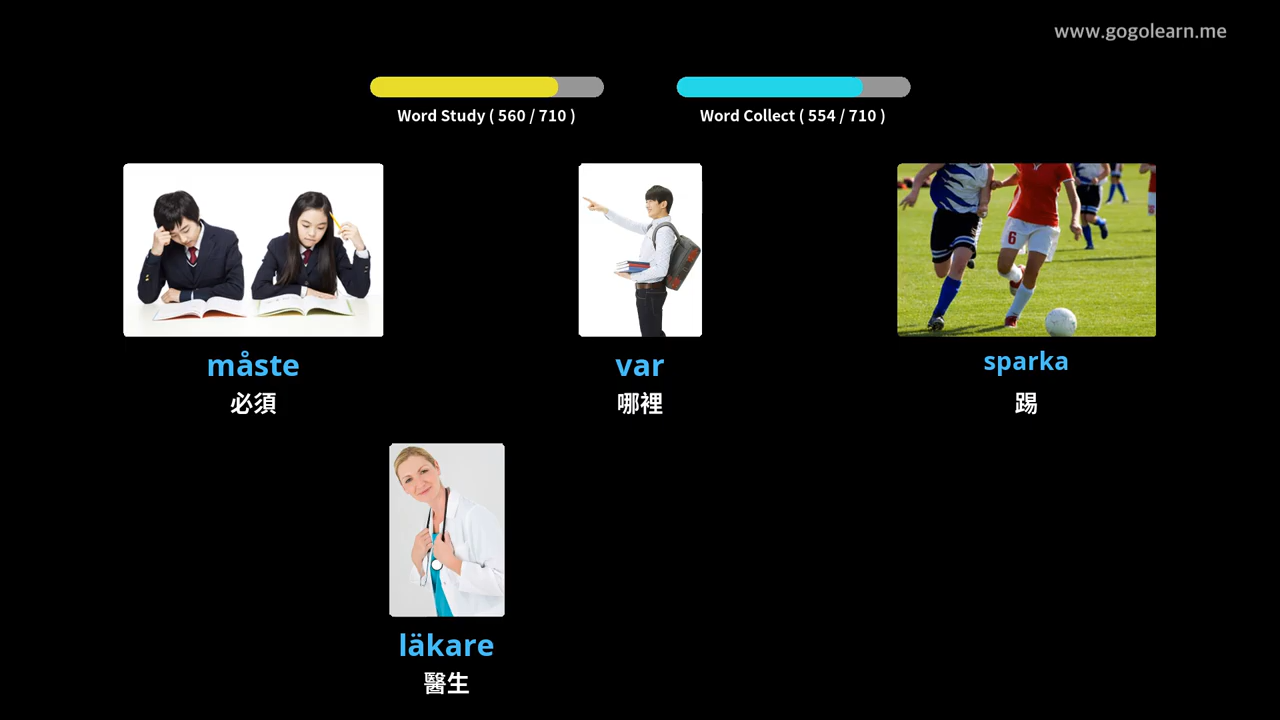 www.gogolearn.me
Word Study ( 560 / 710 )
Word Collect ( 554 / 710 )
måste
必須
var
哪裡
sparka
踢
läkare
醫生
6